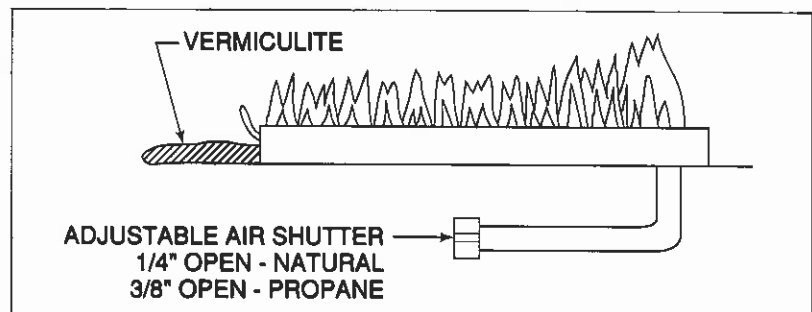 VERMICULITE
ADJUSTABLE AIR SHUTTER
1/4" OPEN - NATURAL
3/8" OPEN - PROPANE